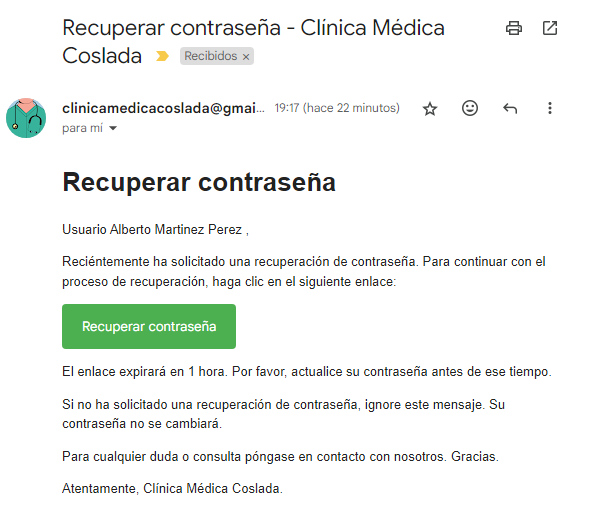 Recuperar contraseña - Clínica Médica
Coslada
Recibidos ×
clinicamedicacoslada@gmai...
19:17 (hace 22 minutos)
para mí
Recuperar contraseña
Usuario Alberto Martinez Perez ,
Reciéntemente ha solicitado una recuperación de contraseña. Para continuar con el
proceso de recuperación, haga clic en el siguiente enlace:
Recuperar contraseña
El enlace expirará en 1 hora. Por favor, actualice su contraseña antes de ese tiempo.
Si no ha solicitado una recuperación de contraseña, ignore este mensaje. Su
contraseña no se cambiará.
Para cualquier duda o consulta póngase en contacto con nosotros. Gracias.
Atentamente, Clínica Médica Coslada.